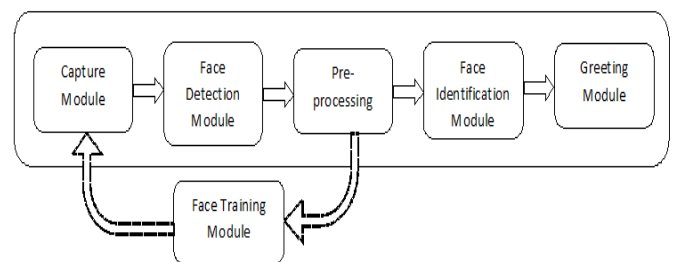 Capture
Module
Face
Detection
Module
Pre-
processing
Face
Identification
Module
Greeting
Module
Face Training
Module